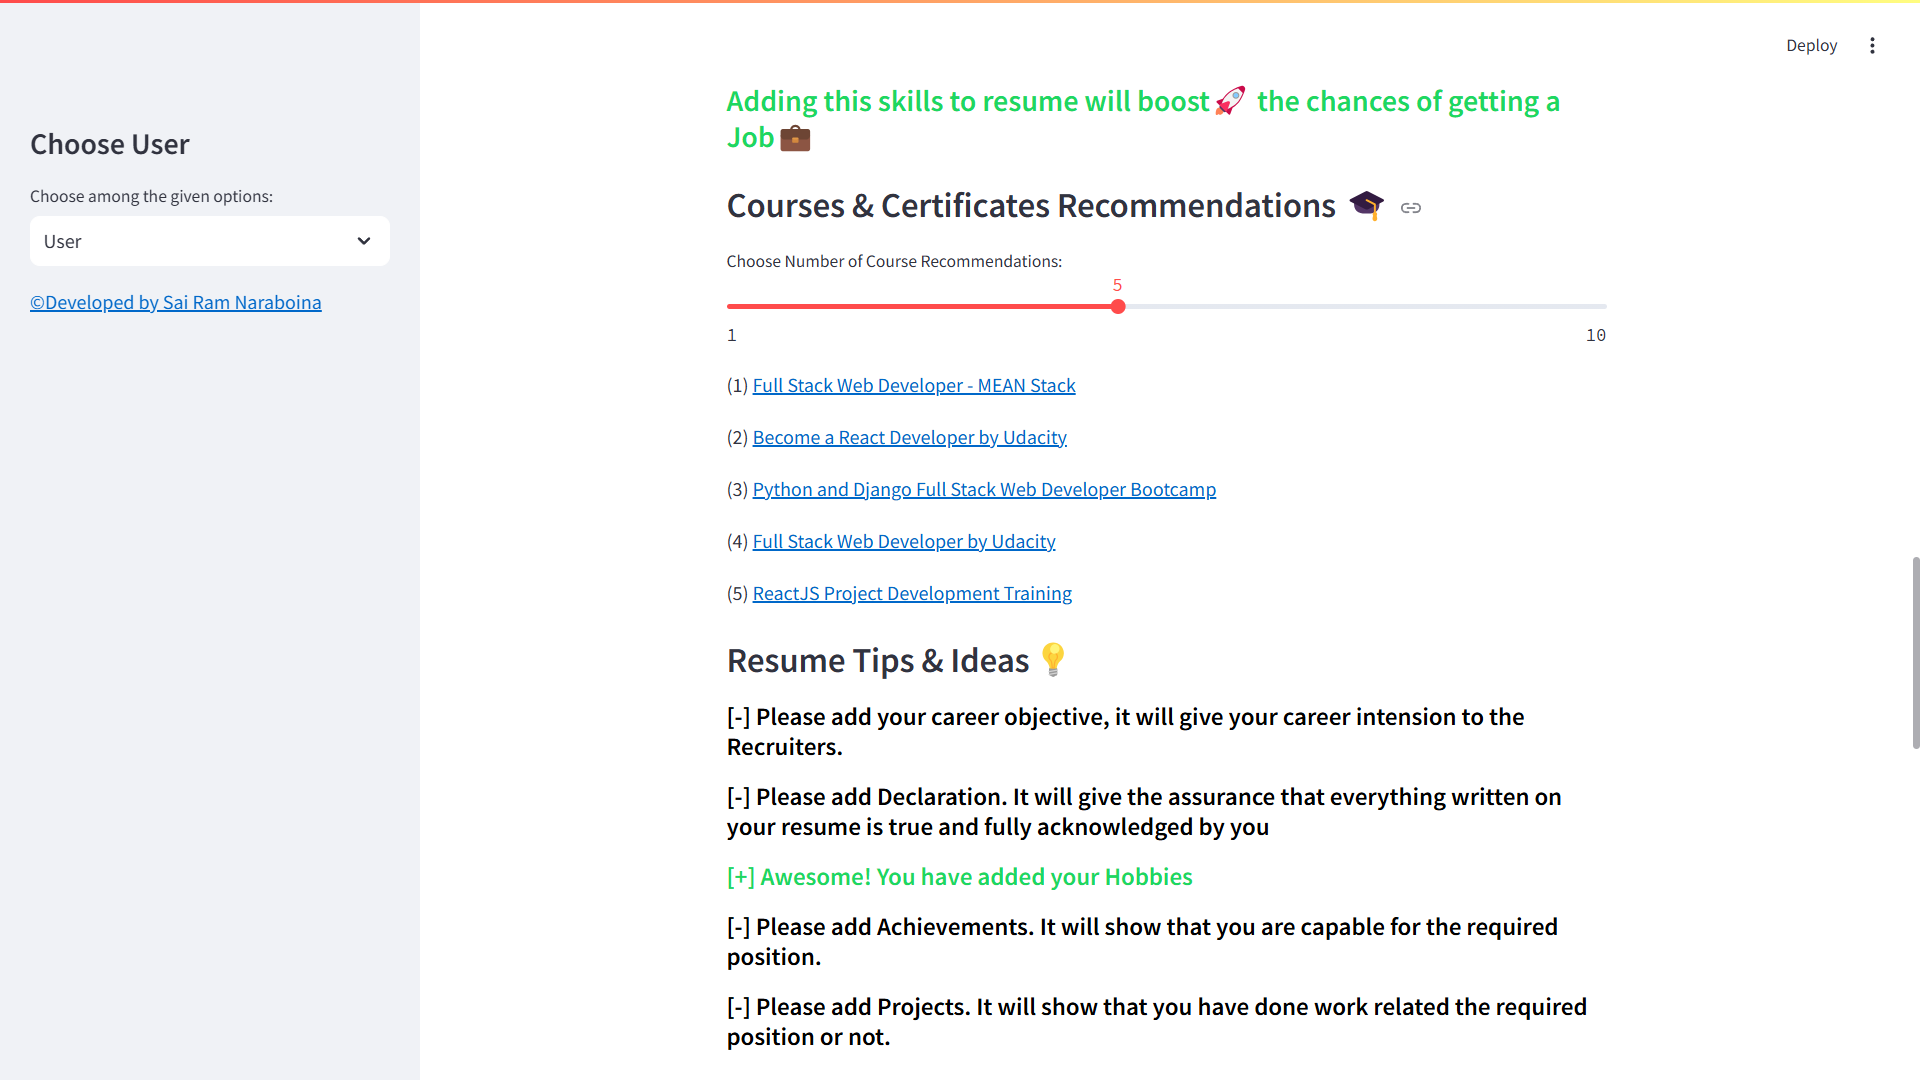 Deploy
Choose User
Choose among the given options:
User
©Developed by Sai Ram Naraboina
Adding this skills to resume will boost🚀 the chances of getting a
Job💼
Courses & Certificates Recommendations 🎓
Choose Number of Course Recommendations:
5
1 10
(1) Full Stack Web Developer - MEAN Stack
(2) Become a React Developer by Udacity
(3) Python and Django Full Stack Web Developer Bootcamp
(4) Full Stack Web Developer by Udacity
(5) ReactJS Project Development Training
Resume Tips & Ideas 💡
[-] Please add your career objective, it will give your career intension to the
Recruiters.
[-] Please add Declaration. It will give the assurance that everything written on
your resume is true and fully acknowledged by you
[+] Awesome! You have added your Hobbies
[-] Please add Achievements. It will show that you are capable for the required
position.
[-] Please add Projects. It will show that you have done work related the required
position or not.